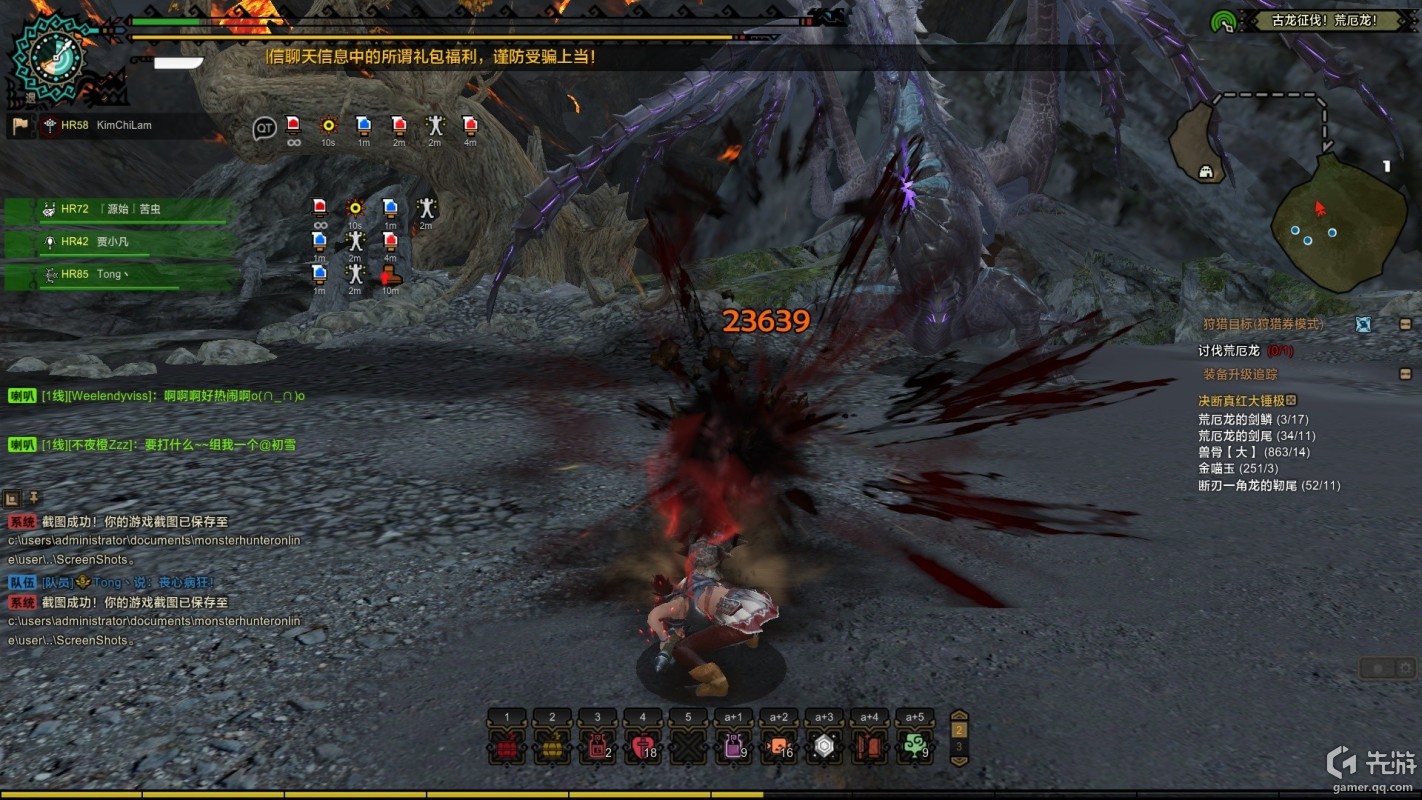 古龙征伐！荒厄龙！
信聊天信息中的所谓礼包福利，谨防受骗上当！
HR58 KimChiLam
QT
∞ 10s 1m 2m 2m 4m
1
HR72 『源始』苦虫
∞ 10s 1m 2m
HR42 贾小凡
1m 2m 4m
HR85 Tong丶
1m 2m 10m
23639
狩猎目标(狩猎券模式)
讨伐荒厄龙 (0/1)
装备升级追踪
决断真红大锤极
荒厄龙的剑鳞 (3/17)
荒厄龙的剑尾 (34/11)
兽骨【大】(863/14)
金喵玉 (251/3)
断刃一角龙的韧尾 (52/11)
喇叭 [1线][Weelendyviss]：啊啊啊好热闹啊o(∩_∩)o
喇叭 [1线][不夜橙Zzz]：要打什么~~组我一个@初雪
系统 截图成功！你的游戏截图已保存至
c:\users\administrator\documents\monsterhunteronlin
e\user\...\ScreenShots。
队伍 [队员]Tong丶说：丧心病狂！
系统 截图成功！你的游戏截图已保存至
c:\users\administrator\documents\monsterhunteronlin
e\user\...\ScreenShots。
1 2 3 4 5 a+1 a+2 a+3 a+4 a+5
2 18 9 16 9
2
3
先游
gamer.qq.com